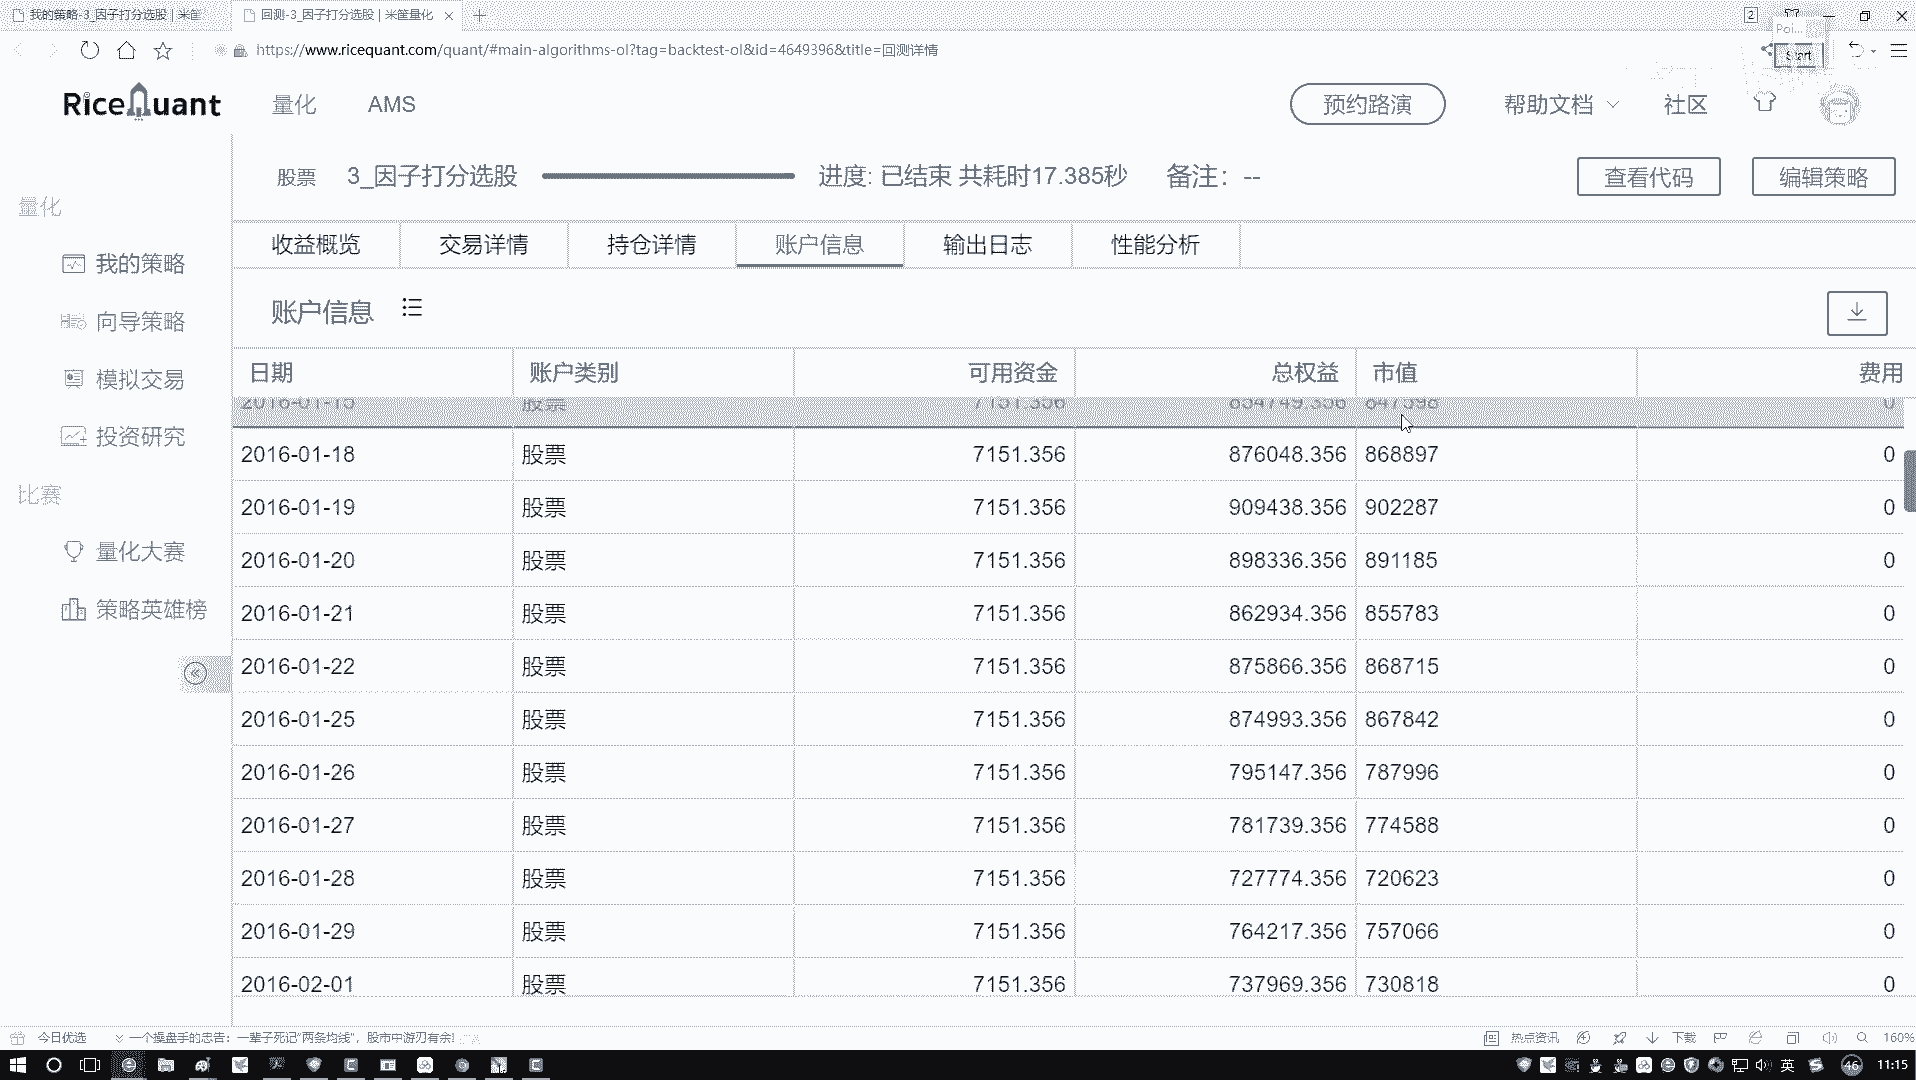 我的策略-3_因子打分选股 | 米筐
回测-3_因子打分选股 | 米筐量化
2
https://www.ricequant.com/quant/#main-algorithms-ol?tag=backtest-ol&id=4649396&title=回测详情
Poi...
Start
RiceQuant
量化
AMS
预约路演
帮助文档
社区
股票 3_因子打分选股 进度: 已结束 共耗时17.385秒 备注: --
查看代码
编辑策略
量化
我的策略
向导策略
模拟交易
投资研究
比赛
量化大赛
策略英雄榜
收益概览 交易详情 持仓详情 账户信息 输出日志 性能分析
账户信息
日期 账户类别 可用资金 总权益 市值 费用
2016-01-15 股票 7151.356 854749.356 847598 0
2016-01-18 股票 7151.356 876048.356 868897 0
2016-01-19 股票 7151.356 909438.356 902287 0
2016-01-20 股票 7151.356 898336.356 891185 0
2016-01-21 股票 7151.356 862934.356 855783 0
2016-01-22 股票 7151.356 875866.356 868715 0
2016-01-25 股票 7151.356 874993.356 867842 0
2016-01-26 股票 7151.356 795147.356 787996 0
2016-01-27 股票 7151.356 781739.356 774588 0
2016-01-28 股票 7151.356 727774.356 720623 0
2016-01-29 股票 7151.356 764217.356 757066 0
2016-02-01 股票 7151.356 737969.356 730818 0
今日优选 一个操盘手的忠告：一辈子死记“两条均线”，股市中游刃有余!
热点资讯
下载
160%
英
46
11:15